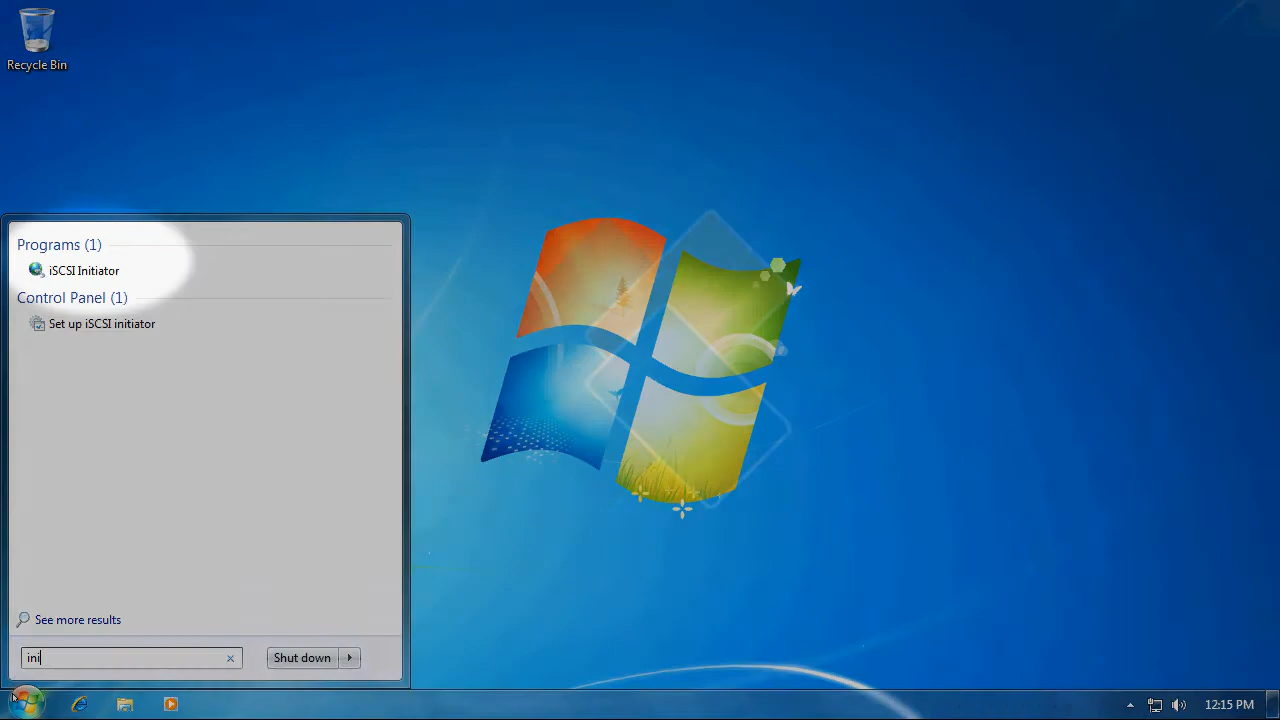 Recycle Bin
Programs (1)
iSCSI Initiator
Control Panel (1)
Set up iSCSI initiator
See more results
ini
Shut down
12:15 PM